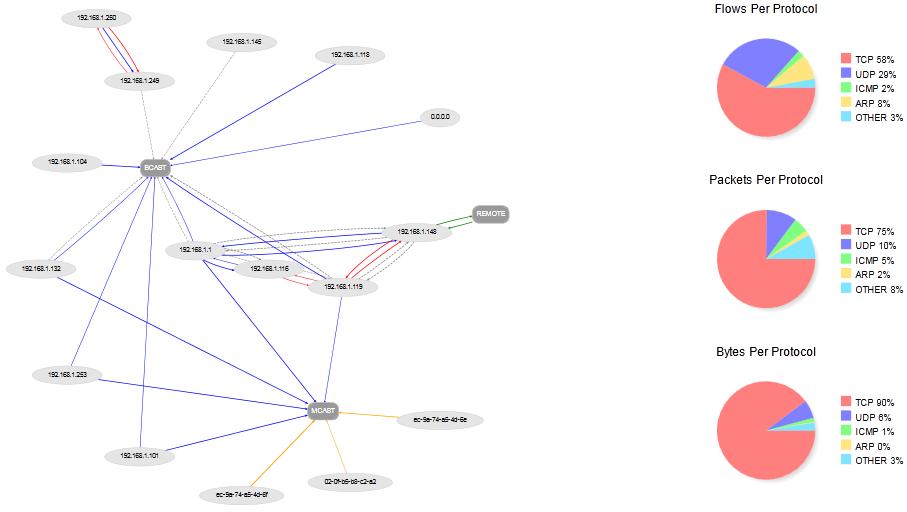 192.168.1.250
192.168.1.145
192.168.1.118
192.168.1.249
0.0.0.0
192.168.1.104
BCAST
REMOTE
192.168.1.148
192.168.1.1
192.168.1.132
192.168.1.116
192.168.1.119
192.168.1.253
MCAST
ec-9a-74-a5-4d-6e
192.168.1.101
02-0f-b5-b8-c2-a2
ec-9a-74-a5-4d-6f
Flows Per Protocol
TCP 58%
UDP 29%
ICMP 2%
ARP 8%
OTHER 3%
Packets Per Protocol
TCP 75%
UDP 10%
ICMP 5%
ARP 2%
OTHER 8%
Bytes Per Protocol
TCP 90%
UDP 6%
ICMP 1%
ARP 0%
OTHER 3%